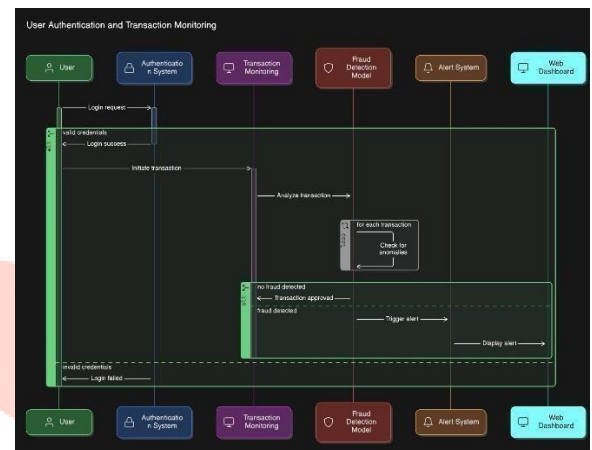 User Authentication and Transaction Monitoring
User
Authenticatio
n System
Transaction
Monitoring
Fraud
Detection
Model
Alert System
Web
Dashboard
Login request
alt
valid credentials
Login success
Initiate transaction
Analyze transaction
loop
for each transaction
Check for
anomalies
alt
no fraud detected
Transaction approved
fraud detected
Trigger alert
Display alert
invalid credentials
Login failed
User
Authenticatio
n System
Transaction
Monitoring
Fraud
Detection
Model
Alert System
Web
Dashboard